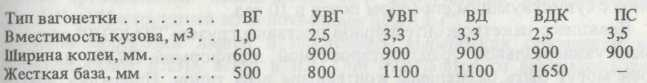 Тип вагонетки . . . . . . . . ВГ УВГ УВГ ВД ВДК ПС
Вместимость кузова, м³ . . 1,0 2,5 3,3 3,3 2,5 3,5
Ширина колеи, мм . . . . . . 600 900 900 900 900 900
Жесткая база, мм . . . . . . 500 800 1100 1100 1650 –